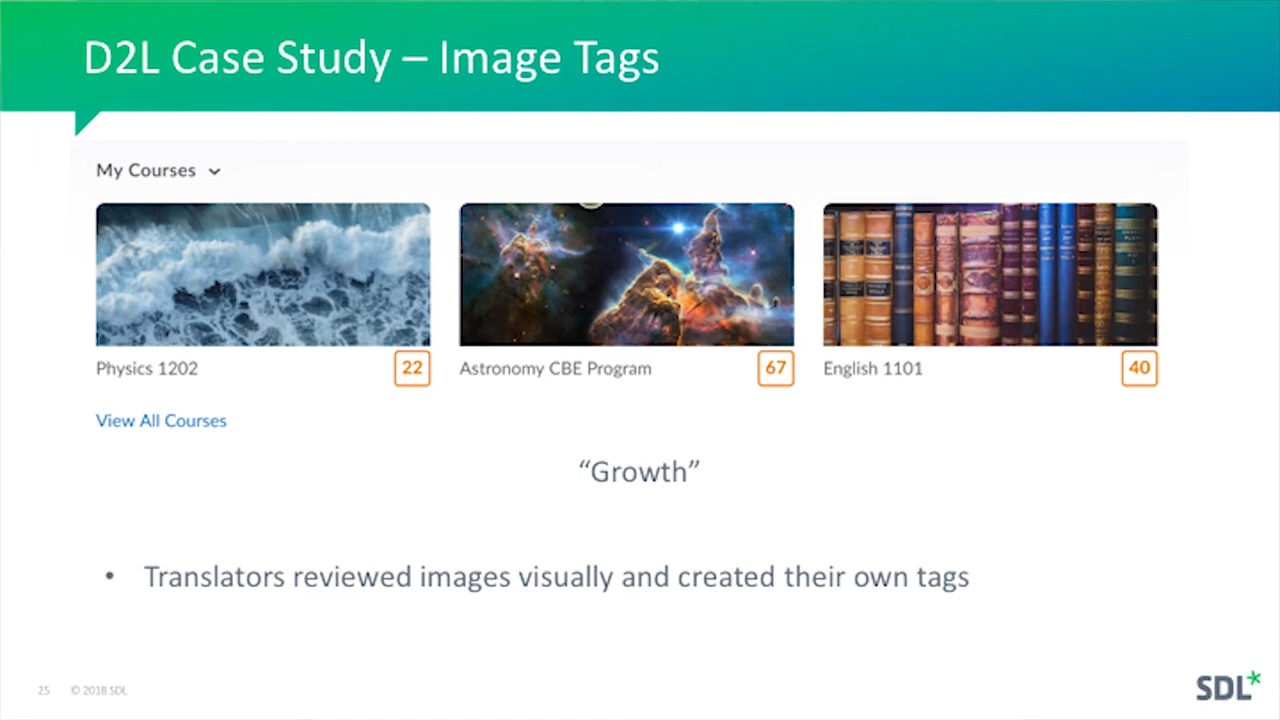 D2L Case Study – Image Tags
My Courses
Physics 1202
22
Astronomy CBE Program
67
English 1101
40
View All Courses
“Growth”
• Translators reviewed images visually and created their own tags
25
© 2018 SDL
SDL*